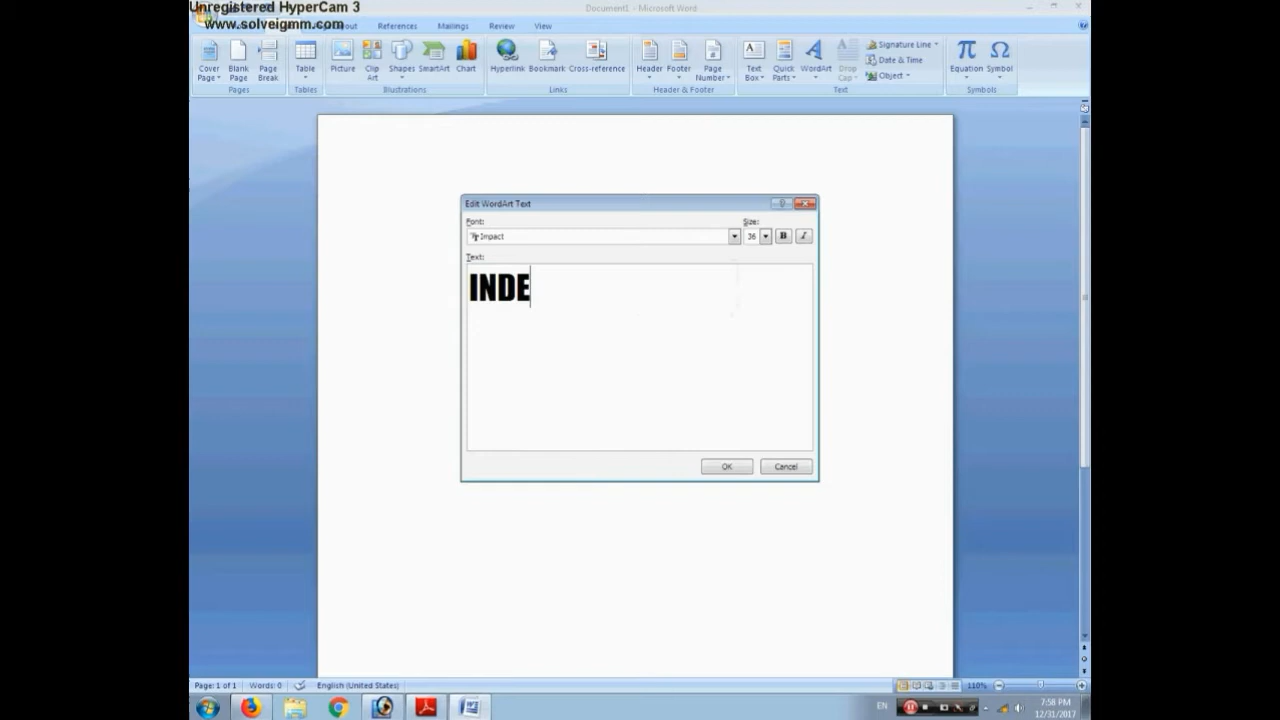 Unregistered HyperCam 3
www.solveigmm.com
Document1 - Microsoft Word
References Mailings Review View
Cover Page Blank Page Page Break Table Picture Clip Art Shapes SmartArt Chart Hyperlink Bookmark Cross-reference Header Footer Page Number Text Box Quick Parts WordArt Drop Cap Signature Line Date & Time Object Equation Symbol
Pages Tables Illustrations Links Header & Footer Text Symbols
Edit WordArt Text
Font: Size:
Impact 36 B I
Text:
INDE
OK Cancel
Page: 1 of 1 Words: 0 English (United States) 110%
EN 7:58 PM
12/31/2017